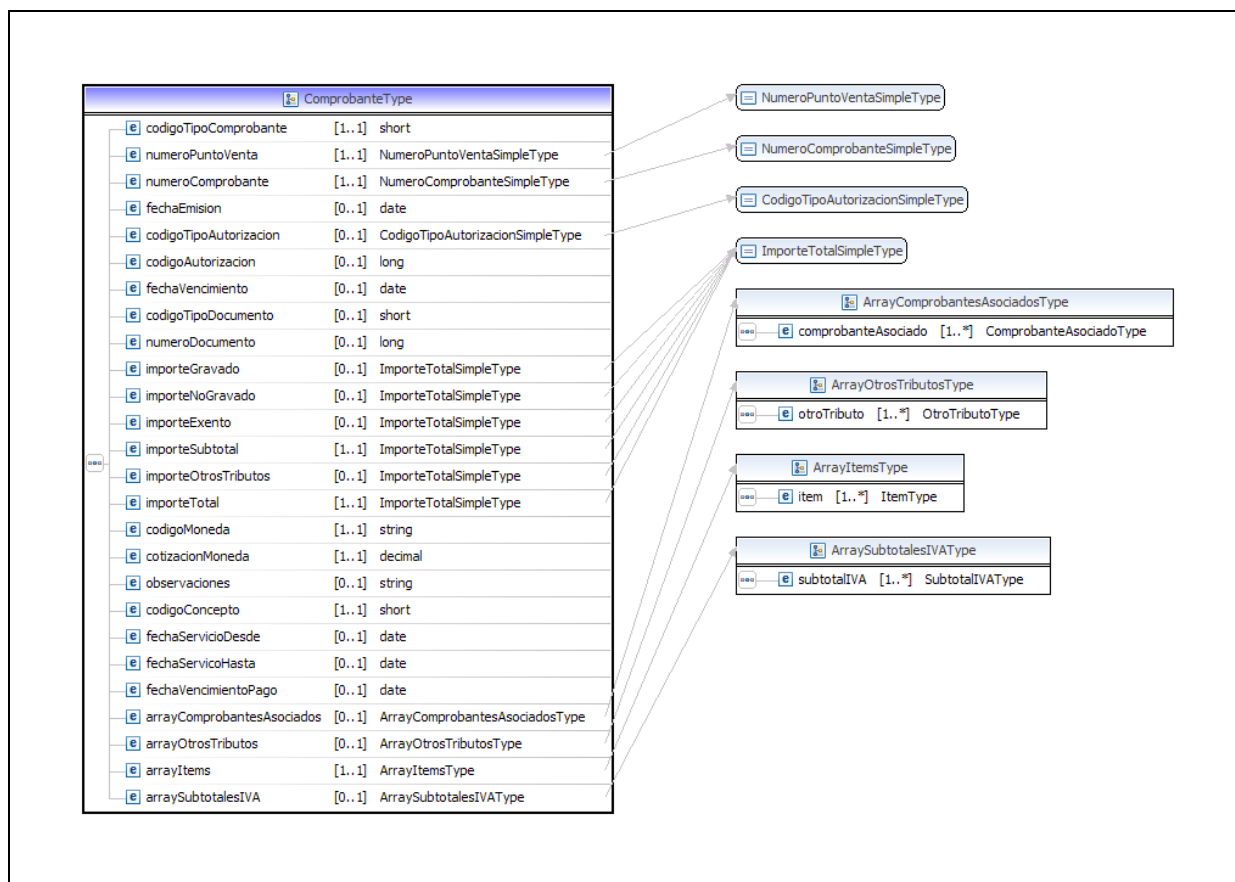 ComprobanteType
e codigoTipoComprobante [1..1] short
e numeroPuntoVenta [1..1] NumeroPuntoVentaSimpleType
e numeroComprobante [1..1] NumeroComprobanteSimpleType
e fechaEmision [0..1] date
e codigoTipoAutorizacion [0..1] CodigoTipoAutorizacionSimpleType
e codigoAutorizacion [0..1] long
e fechaVencimiento [0..1] date
e codigoTipoDocumento [0..1] short
e numeroDocumento [0..1] long
e importeGravado [0..1] ImporteTotalSimpleType
e importeNoGravado [0..1] ImporteTotalSimpleType
e importeExento [0..1] ImporteTotalSimpleType
e importeSubtotal [1..1] ImporteTotalSimpleType
e importeOtrosTributos [0..1] ImporteTotalSimpleType
e importeTotal [1..1] ImporteTotalSimpleType
e codigoMoneda [1..1] string
e cotizacionMoneda [1..1] decimal
e observaciones [0..1] string
e codigoConcepto [1..1] short
e fechaServicioDesde [0..1] date
e fechaServicoHasta [0..1] date
e fechaVencimientoPago [0..1] date
e arrayComprobantesAsociados [0..1] ArrayComprobantesAsociadosType
e arrayOtrosTributos [0..1] ArrayOtrosTributosType
e arrayItems [1..1] ArrayItemsType
e arraySubtotalesIVA [0..1] ArraySubtotalesIVAType
NumeroPuntoVentaSimpleType
NumeroComprobanteSimpleType
CodigoTipoAutorizacionSimpleType
ImporteTotalSimpleType
ArrayComprobantesAsociadosType
e comprobanteAsociado [1..*] ComprobanteAsociadoType
ArrayOtrosTributosType
e otroTributo [1..*] OtroTributoType
ArrayItemsType
e item [1..*] ItemType
ArraySubtotalesIVAType
e subtotalIVA [1..*] SubtotalIVAType